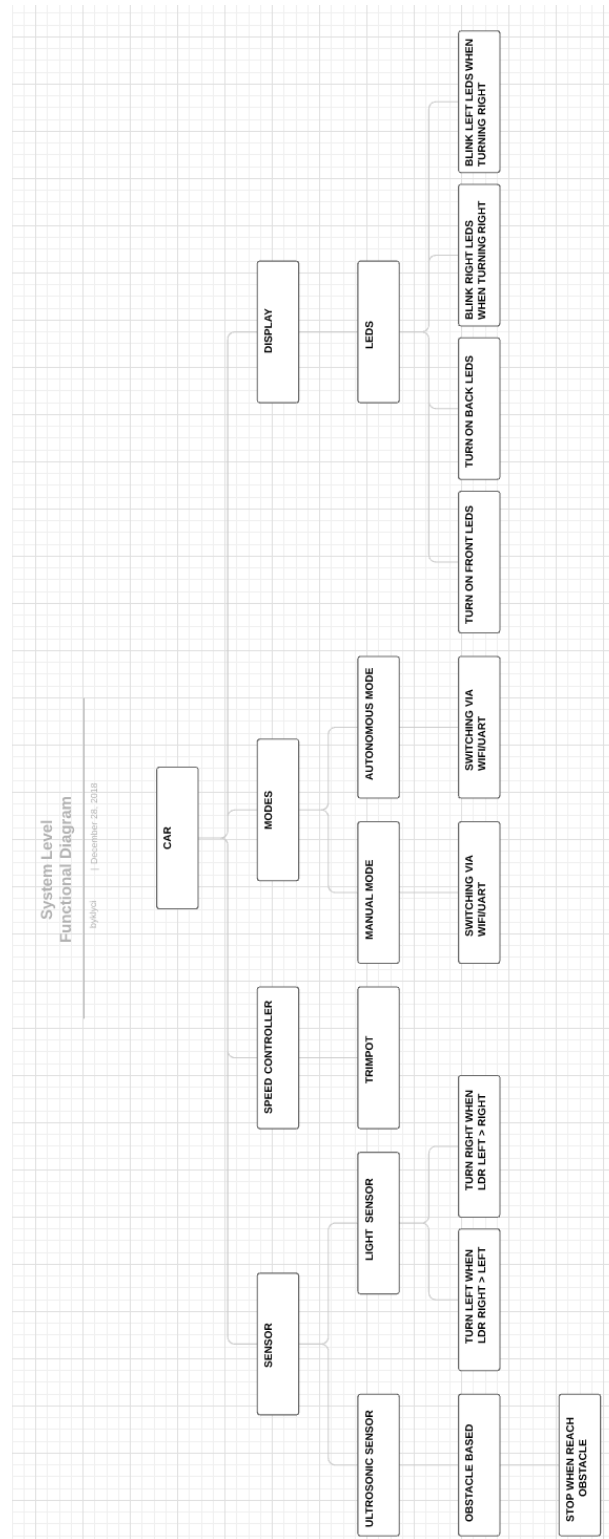 System Level
Functional Diagram
byklyci | December 28, 2018
CAR
SENSOR
SPEED CONTROLLER
MODES
DISPLAY
ULTRASONIC SENSOR
LIGHT SENSOR
TRIMPOT
MANUAL MODE
AUTONOMOUS MODE
LEDS
OBSTACLE BASED
TURN LEFT WHEN
LDR RIGHT > LEFT
TURN RIGHT WHEN
LDR LEFT > RIGHT
SWITCHING VIA
WIFI/UART
SWITCHING VIA
WIFI/UART
TURN ON FRONT LEDS
TURN ON BACK LEDS
BLINK RIGHT LEDS
WHEN TURNING RIGHT
BLINK LEFT LEDS WHEN
TURNING RIGHT
STOP WHEN REACH
OBSTACLE